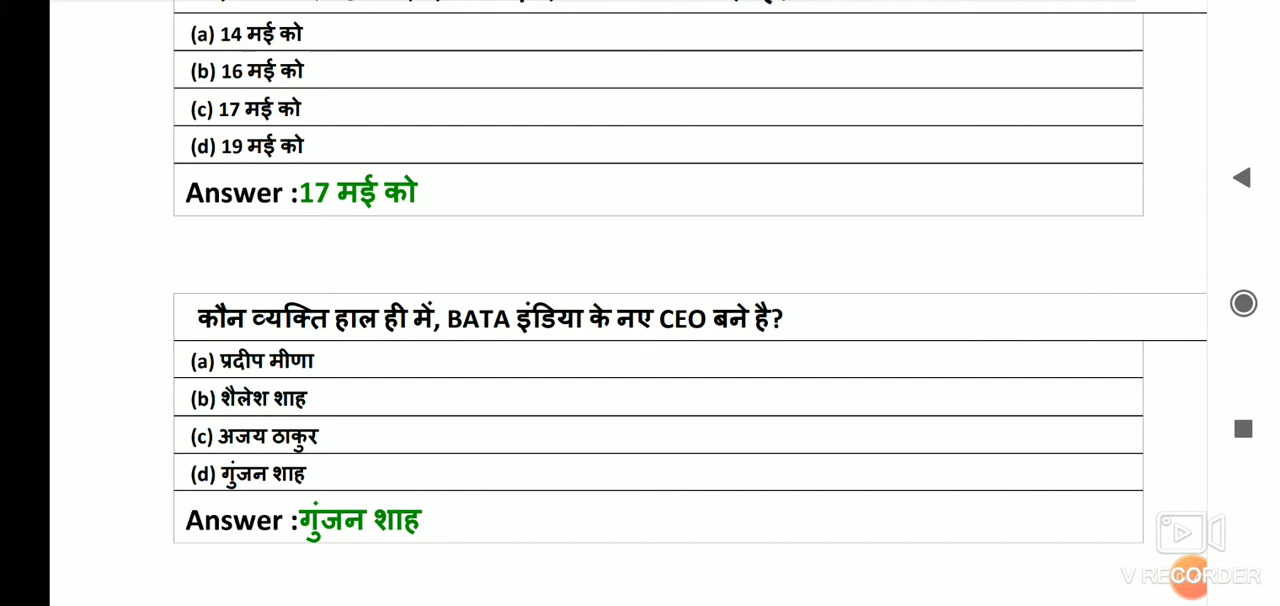 (a) 14 मई को
(b) 16 मई को
(c) 17 मई को
(d) 19 मई को
Answer :17 मई को
कौन व्यक्ति हाल ही में, BATA इंडिया के नए CEO बने है?
(a) प्रदीप मीणा
(b) शैलेश शाह
(c) अजय ठाकुर
(d) गुंजन शाह
Answer :गुंजन शाह
V RECORDER